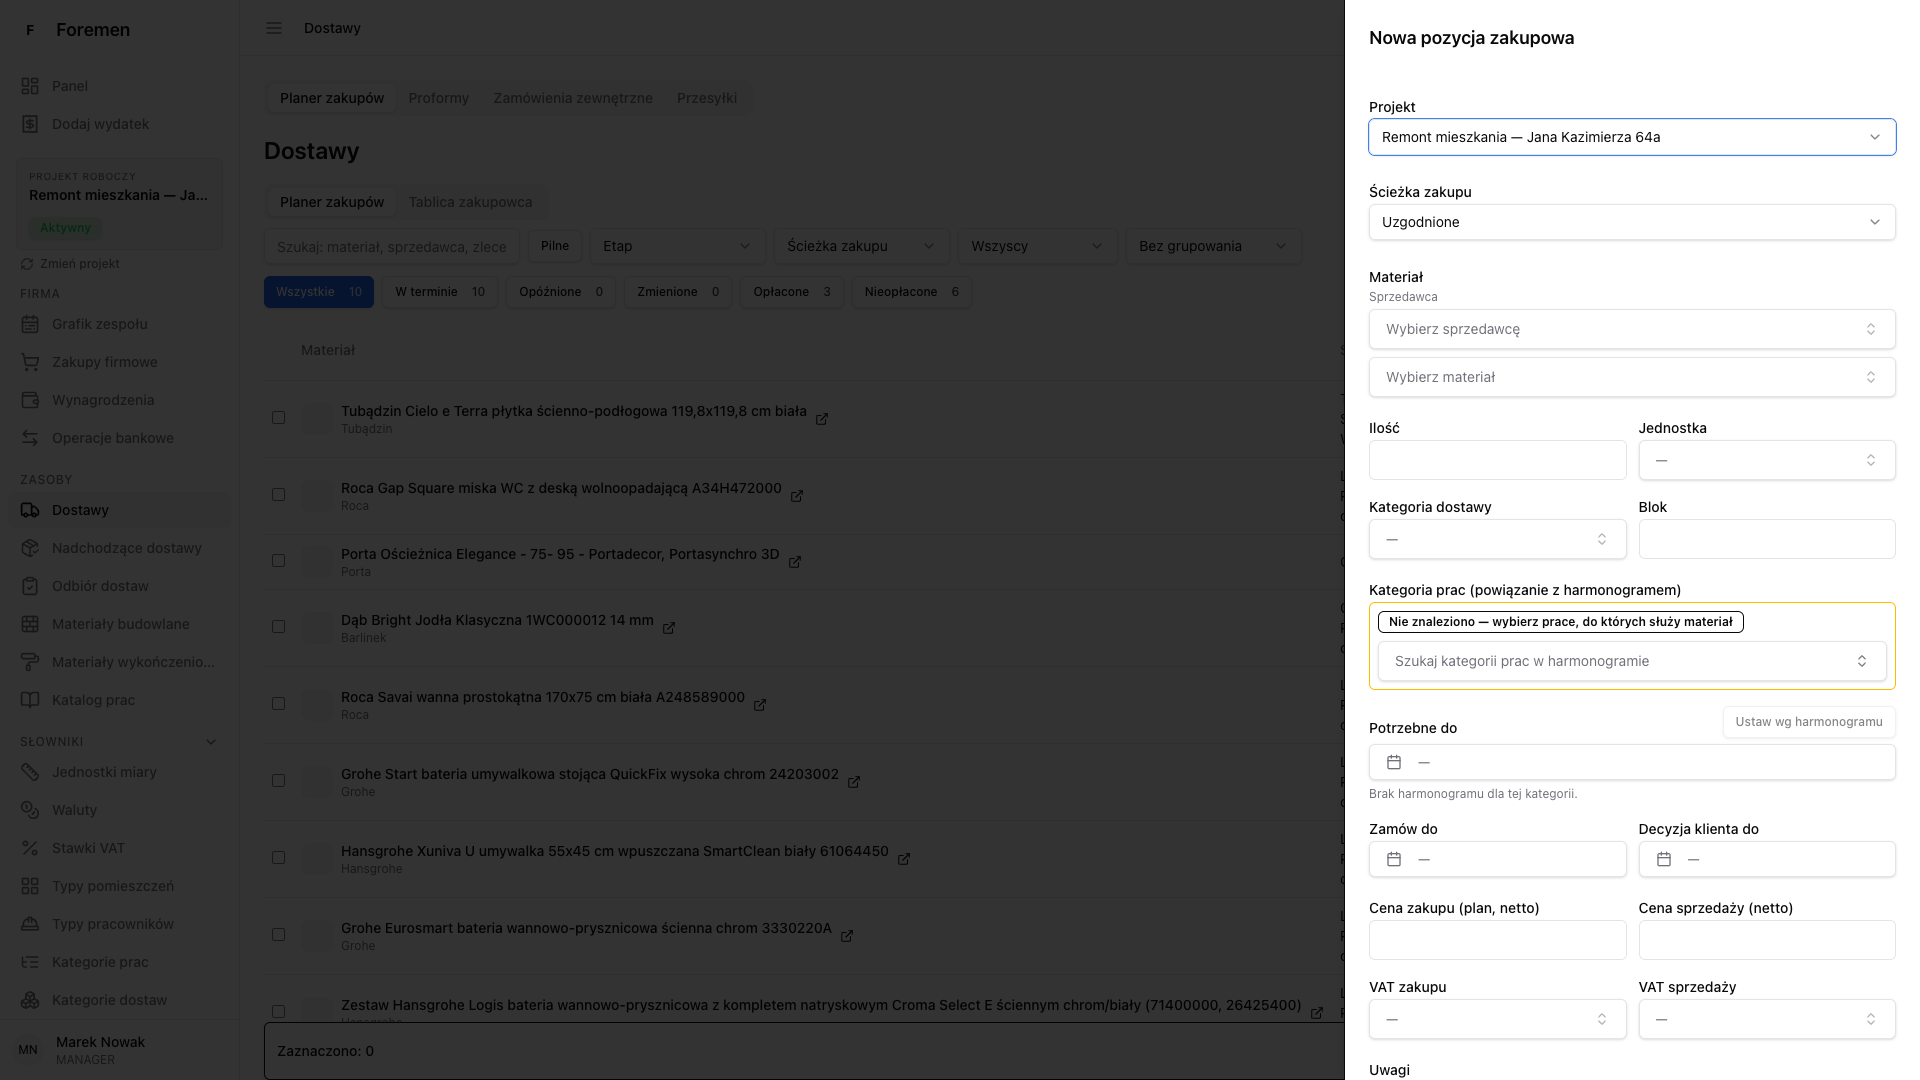 F Foremen
Panel
Dodaj wydatek
PROJEKT ROBOCZY
Remont mieszkania — Ja...
Aktywny
Zmień projekt
FIRMA
Grafik zespołu
Zakupy firmowe
Wynagrodzenia
Operacje bankowe
ZASOBY
Dostawy
Nadchodzące dostawy
Odbiór dostaw
Materiały budowlane
Materiały wykończenio...
Katalog prac
SŁOWNIKI
Jednostki miary
Waluty
Stawki VAT
Typy pomieszczeń
Typy pracowników
Kategorie prac
Kategorie dostaw
MN Marek Nowak
MANAGER
Dostawy
Planer zakupów Proformy Zamówienia zewnętrzne Przesyłki
Dostawy
Planer zakupów Tablica zakupowca
Szukaj: materiał, sprzedawca, zlece Pilne Etap Ścieżka zakupu Wszyscy Bez grupowania
Wszystkie 10 W terminie 10 Opóźnione 0 Zmienione 0 Opłacone 3 Nieopłacone 6
Materiał
Tubądzin Cielo e Terra płytka ścienno-podłogowa 119,8x119,8 cm biała
Tubądzin
Roca Gap Square miska WC z deską wolnoopadającą A34H472000
Roca
Porta Ościeżnica Elegance - 75- 95 - Portadecor, Portasynchro 3D
Porta
Dąb Bright Jodła Klasyczna 1WC000012 14 mm
Barlinek
Roca Savai wanna prostokątna 170x75 cm biała A248589000
Roca
Grohe Start bateria umywalkowa stojąca QuickFix wysoka chrom 24203002
Grohe
Hansgrohe Xuniva U umywalka 55x45 cm wpuszczana SmartClean biały 61064450
Hansgrohe
Grohe Eurosmart bateria wannowo-prysznicowa ścienna chrom 3330220A
Grohe
Zestaw Hansgrohe Logis bateria wannowo-prysznicowa z kompletem natryskowym Croma Select E ściennym chrom/biały (71400000, 26425400)
Hansgrohe
Zaznaczono: 0
Nowa pozycja zakupowa
Projekt
Remont mieszkania — Jana Kazimierza 64a
Ścieżka zakupu
Uzgodnione
Materiał
Sprzedawca
Wybierz sprzedawcę
Wybierz materiał
Ilość Jednostka
—
Kategoria dostawy Blok
—
Kategoria prac (powiązanie z harmonogramem)
Nie znaleziono — wybierz prace, do których służy materiał
Szukaj kategorii prac w harmonogramie
Potrzebne do Ustaw wg harmonogramu
—
Brak harmonogramu dla tej kategorii.
Zamów do Decyzja klienta do
— —
Cena zakupu (plan, netto) Cena sprzedaży (netto)
VAT zakupu VAT sprzedaży
— —
Uwagi